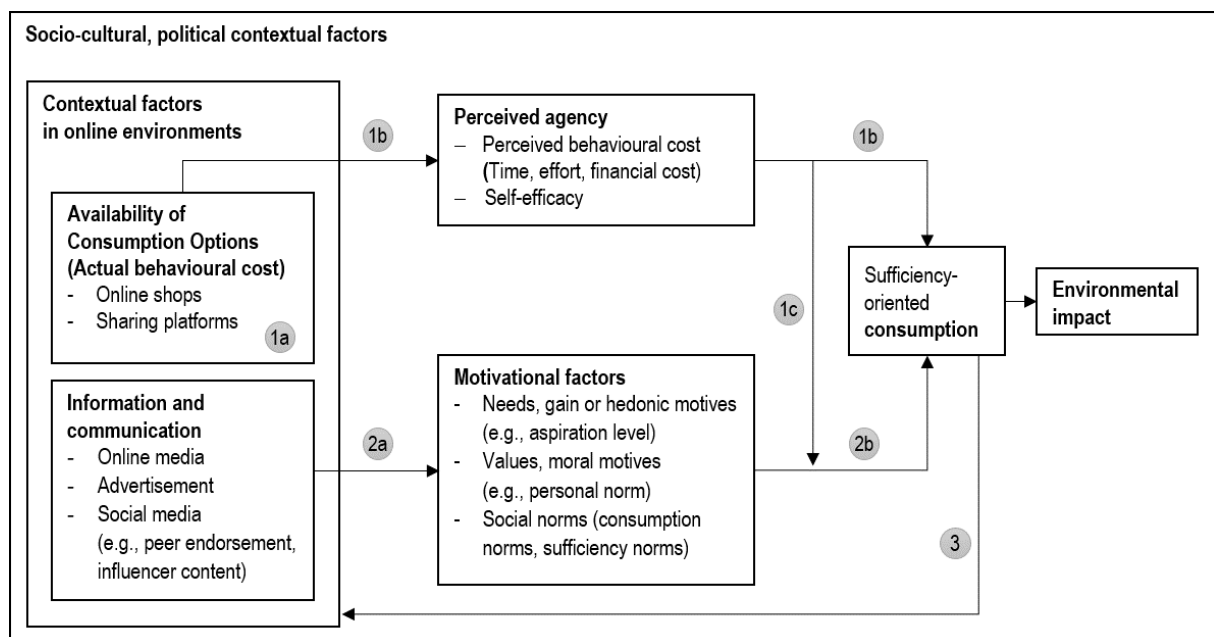 Socio-cultural, political contextual factors
Contextual factors
in online environments
Availability of
Consumption Options
(Actual behavioural cost)
- Online shops
- Sharing platforms
1a
Information and
communication
- Online media
- Advertisement
- Social media
(e.g., peer endorsement,
influencer content)
1b
Perceived agency
– Perceived behavioural cost
(Time, effort, financial cost)
– Self-efficacy
1b
1c
2a
Motivational factors
- Needs, gain or hedonic motives
(e.g., aspiration level)
- Values, moral motives
(e.g., personal norm)
- Social norms (consumption
norms, sufficiency norms)
2b
Sufficiency-
oriented
consumption
Environmental
impact
3